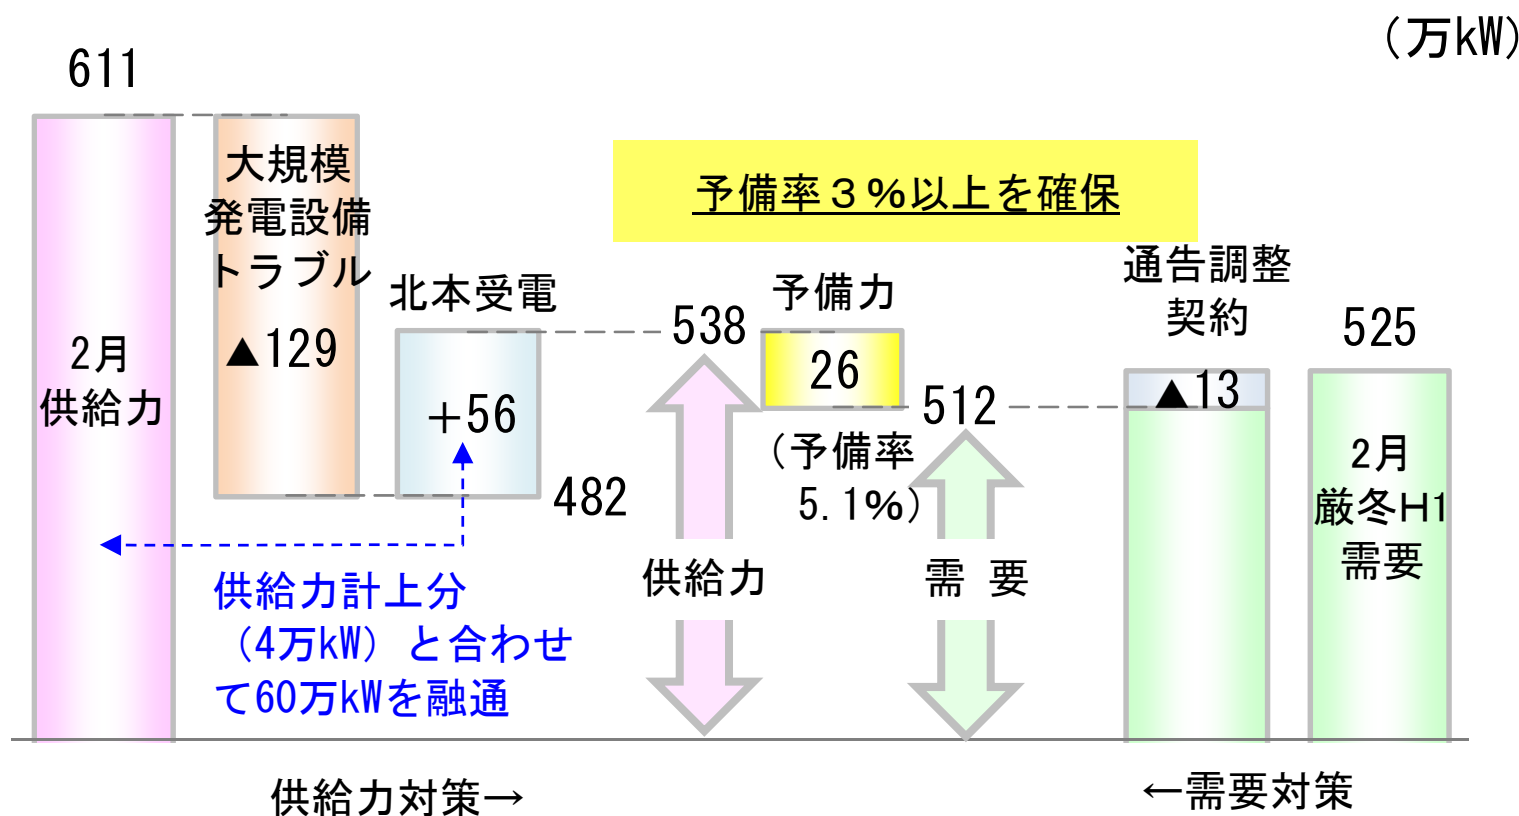 （万kW）
611
大規模
発電設備
トラブル
▲129
2月
供給力
北本受電
＋56
482
供給力計上分
（4万kW）と合わせ
て60万kWを融通
予備率３％以上を確保
538
予備力
26
（予備率
5.1%）
512
供給力
需 要
通告調整
契約
▲13
525
2月
厳冬H1
需要
供給力対策→
←需要対策